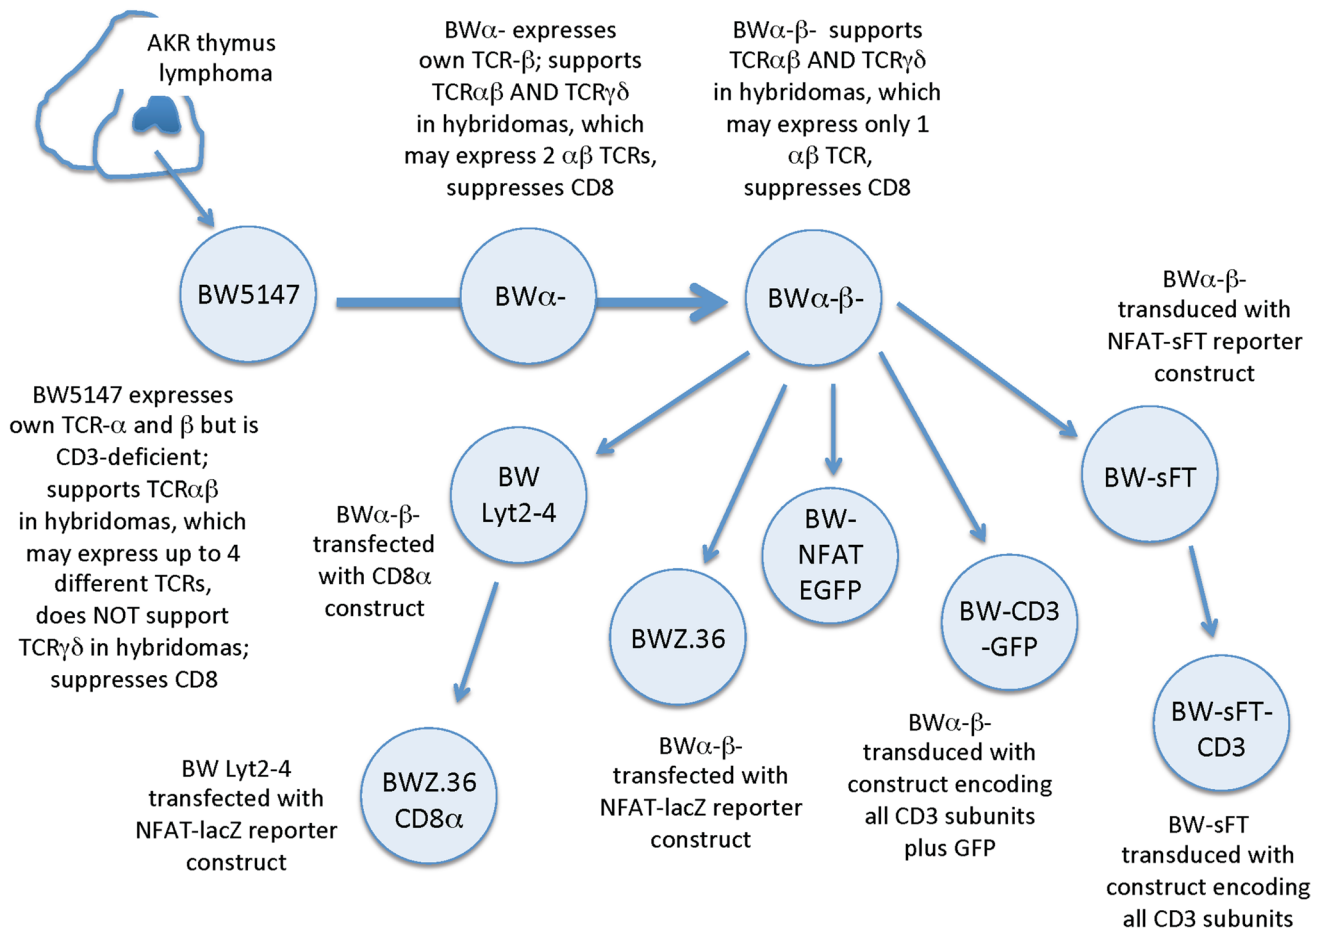 AKR thymus
lymphoma
BWα- expresses
own TCR-β; supports
TCRαβ AND TCRγδ
in hybridomas, which
may express 2 αβ TCRs,
suppresses CD8
BWα-β-  supports
TCRαβ AND TCRγδ
in hybridomas, which
may express only 1
αβ TCR,
suppresses CD8
BW5147
BWα-
BWα-β-
BWα-β-
transduced with
NFAT-sFT reporter
construct
BW5147 expresses
own TCR-α and β but is
CD3-deficient;
supports TCRαβ
in hybridomas, which
may express up to 4
different TCRs,
does NOT support
TCRγδ in hybridomas;
suppresses CD8
BW
Lyt2-4
BWα-β-
transfected
with CD8α
construct
BWZ.36
BW-
NFAT
EGFP
BW-CD3
-GFP
BW-sFT
BW-sFT-
CD3
BW Lyt2-4
transfected with
NFAT-lacZ reporter
construct
BWZ.36
CD8α
BWα-β-
transfected with
NFAT-lacZ reporter
construct
BWα-β-
transduced with
construct encoding
all CD3 subunits
plus GFP
BW-sFT
transduced with
construct encoding
all CD3 subunits